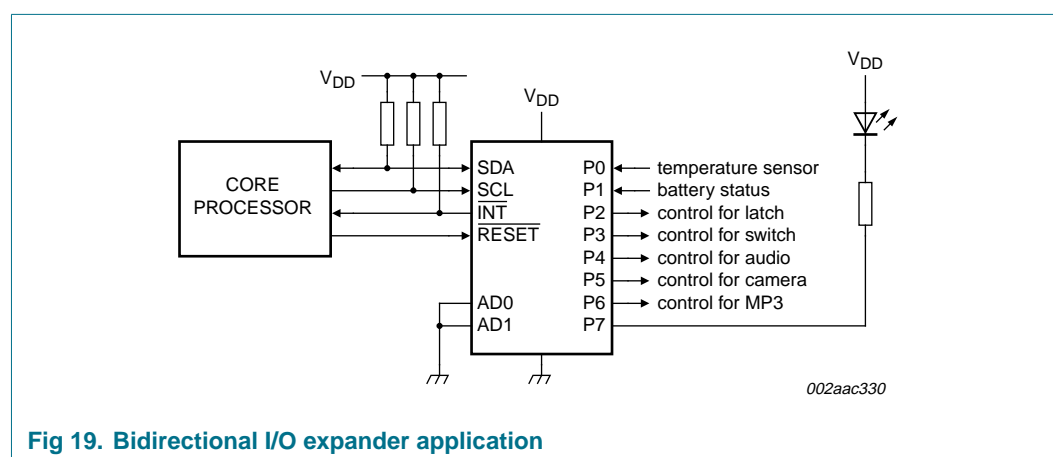 VDD
VDD
VDD
CORE
PROCESSOR
SDA
SCL
INT
RESET
AD0
AD1
P0
P1
P2
P3
P4
P5
P6
P7
temperature sensor
battery status
control for latch
control for switch
control for audio
control for camera
control for MP3
002aac330
Fig 19. Bidirectional I/O expander application